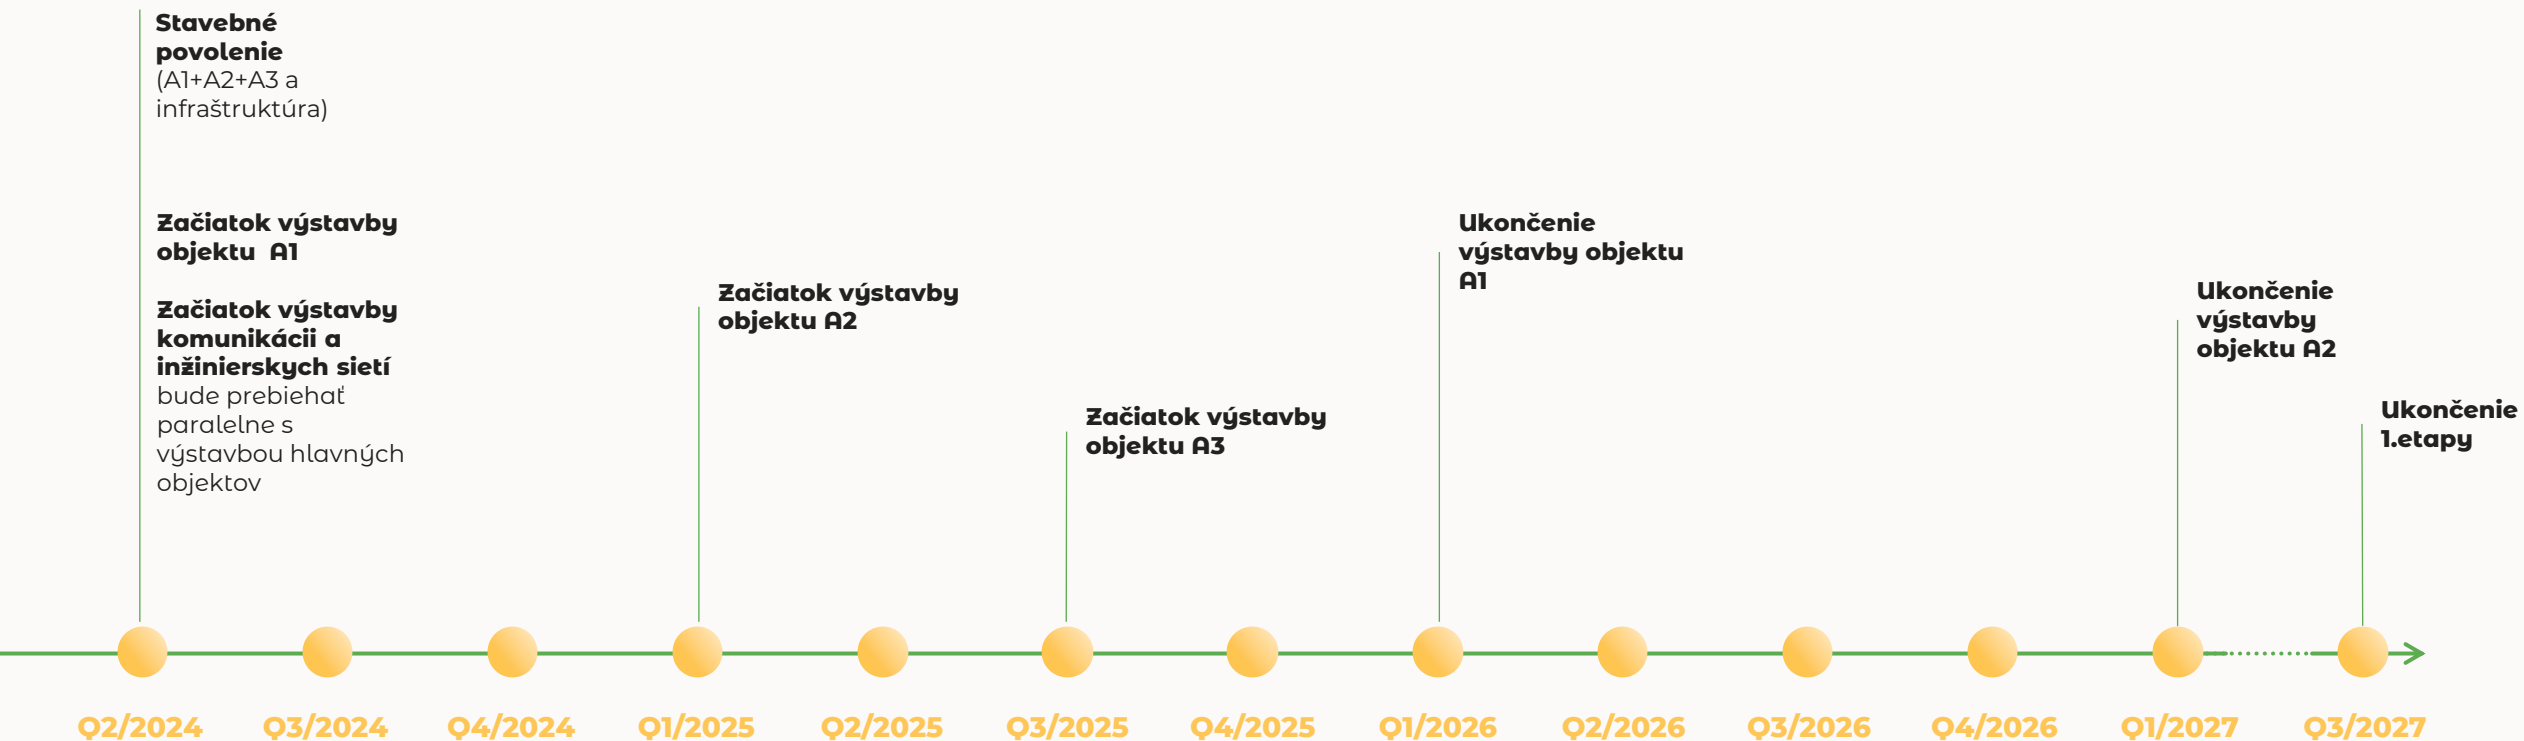 Stavebné
povolenie
(A1+A2+A3 a
infraštruktúra)
Začiatok výstavby
objektu A1
Začiatok výstavby
komunikácii a
inžinierskych sietí
bude prebiehať
paralelne s
výstavbou hlavných
objektov
Začiatok výstavby
objektu A2
Začiatok výstavby
objektu A3
Ukončenie
výstavby objektu
A1
Ukončenie
výstavby
objektu A2
Ukončenie
1.etapy
Q2/2024
Q3/2024
Q4/2024
Q1/2025
Q2/2025
Q3/2025
Q4/2025
Q1/2026
Q2/2026
Q3/2026
Q4/2026
Q1/2027
Q3/2027